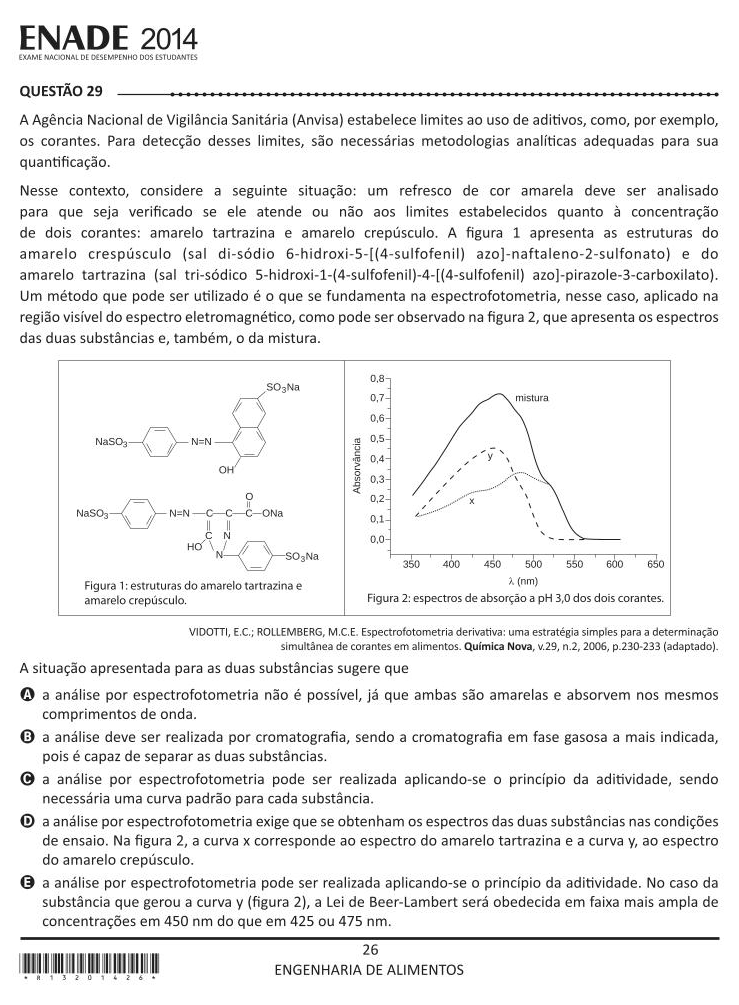 ENADE 2014
EXAME NACIONAL DE DESEMPENHO DOS ESTUDANTES
QUESTÃO 29
A Agência Nacional de Vigilância Sanitária (Anvisa) estabelece limites ao uso de aditivos, como, por exemplo,
os corantes. Para detecção desses limites, são necessárias metodologias analíticas adequadas para sua
quantificação.
Nesse contexto, considere a seguinte situação: um refresco de cor amarela deve ser analisado
para que seja verificado se ele atende ou não aos limites estabelecidos quanto à concentração
de dois corantes: amarelo tartrazina e amarelo crepúsculo. A figura 1 apresenta as estruturas do
amarelo crespúsculo (sal di-sódio 6-hidroxi-5-[(4-sulfofenil) azo]-naftaleno-2-sulfonato) e do
amarelo tartrazina (sal tri-sódico 5-hidroxi-1-(4-sulfofenil)-4-[(4-sulfofenil) azo]-pirazole-3-carboxilato).
Um método que pode ser utilizado é o que se fundamenta na espectrofotometria, nesse caso, aplicado na
região visível do espectro eletromagnético, como pode ser observado na figura 2, que apresenta os espectros
das duas substâncias e, também, o da mistura.
SO3Na
NaSO3
N=N
OH
O
NaSO3
N=N
C
C
C
ONa
C
N
HO
N
SO3Na
Figura 1: estruturas do amarelo tartrazina e
amarelo crepúsculo.
0,8
0,7
0,6
0,5
0,4
0,3
0,2
0,1
0,0
Absorvância
mistura
y
x
350 400 450 500 550 600 650
λ (nm)
Figura 2: espectros de absorção a pH 3,0 dos dois corantes.
VIDOTTI, E.C.; ROLLEMBERG, M.C.E. Espectrofotometria derivativa: uma estratégia simples para a determinação
simultânea de corantes em alimentos. Química Nova, v.29, n.2, 2006, p.230-233 (adaptado).
A situação apresentada para as duas substâncias sugere que
A a análise por espectrofotometria não é possível, já que ambas são amarelas e absorvem nos mesmos
comprimentos de onda.
B a análise deve ser realizada por cromatografia, sendo a cromatografia em fase gasosa a mais indicada,
pois é capaz de separar as duas substâncias.
C a análise por espectrofotometria pode ser realizada aplicando-se o princípio da aditividade, sendo
necessária uma curva padrão para cada substância.
D a análise por espectrofotometria exige que se obtenham os espectros das duas substâncias nas condições
de ensaio. Na figura 2, a curva x corresponde ao espectro do amarelo tartrazina e a curva y, ao espectro
do amarelo crepúsculo.
E a análise por espectrofotometria pode ser realizada aplicando-se o princípio da aditividade. No caso da
substância que gerou a curva y (figura 2), a Lei de Beer-Lambert será obedecida em faixa mais ampla de
concentrações em 450 nm do que em 425 ou 475 nm.
26
ENGENHARIA DE ALIMENTOS
*813201426*